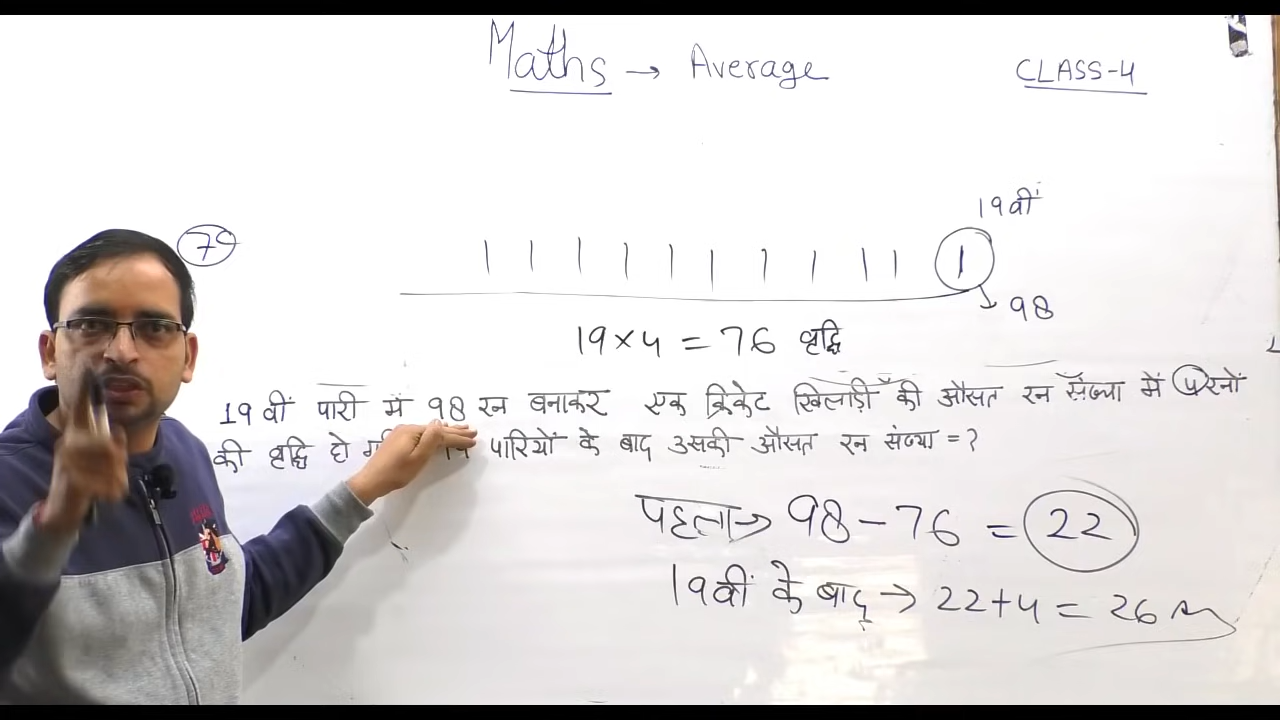 Maths → Average
CLASS-4
19वीं
1
98
19×4 = 76 वृद्धि
19वीं पारी में 98 रन बनाकर एक क्रिकेट खिलाड़ी की औसत रन संख्या में 4 रनों
की वृद्धि हो पारियों के बाद उसकी औसत रन संख्या = ?
पहला → 98 - 76 = 22
19वीं के बाद → 22+4 = 26